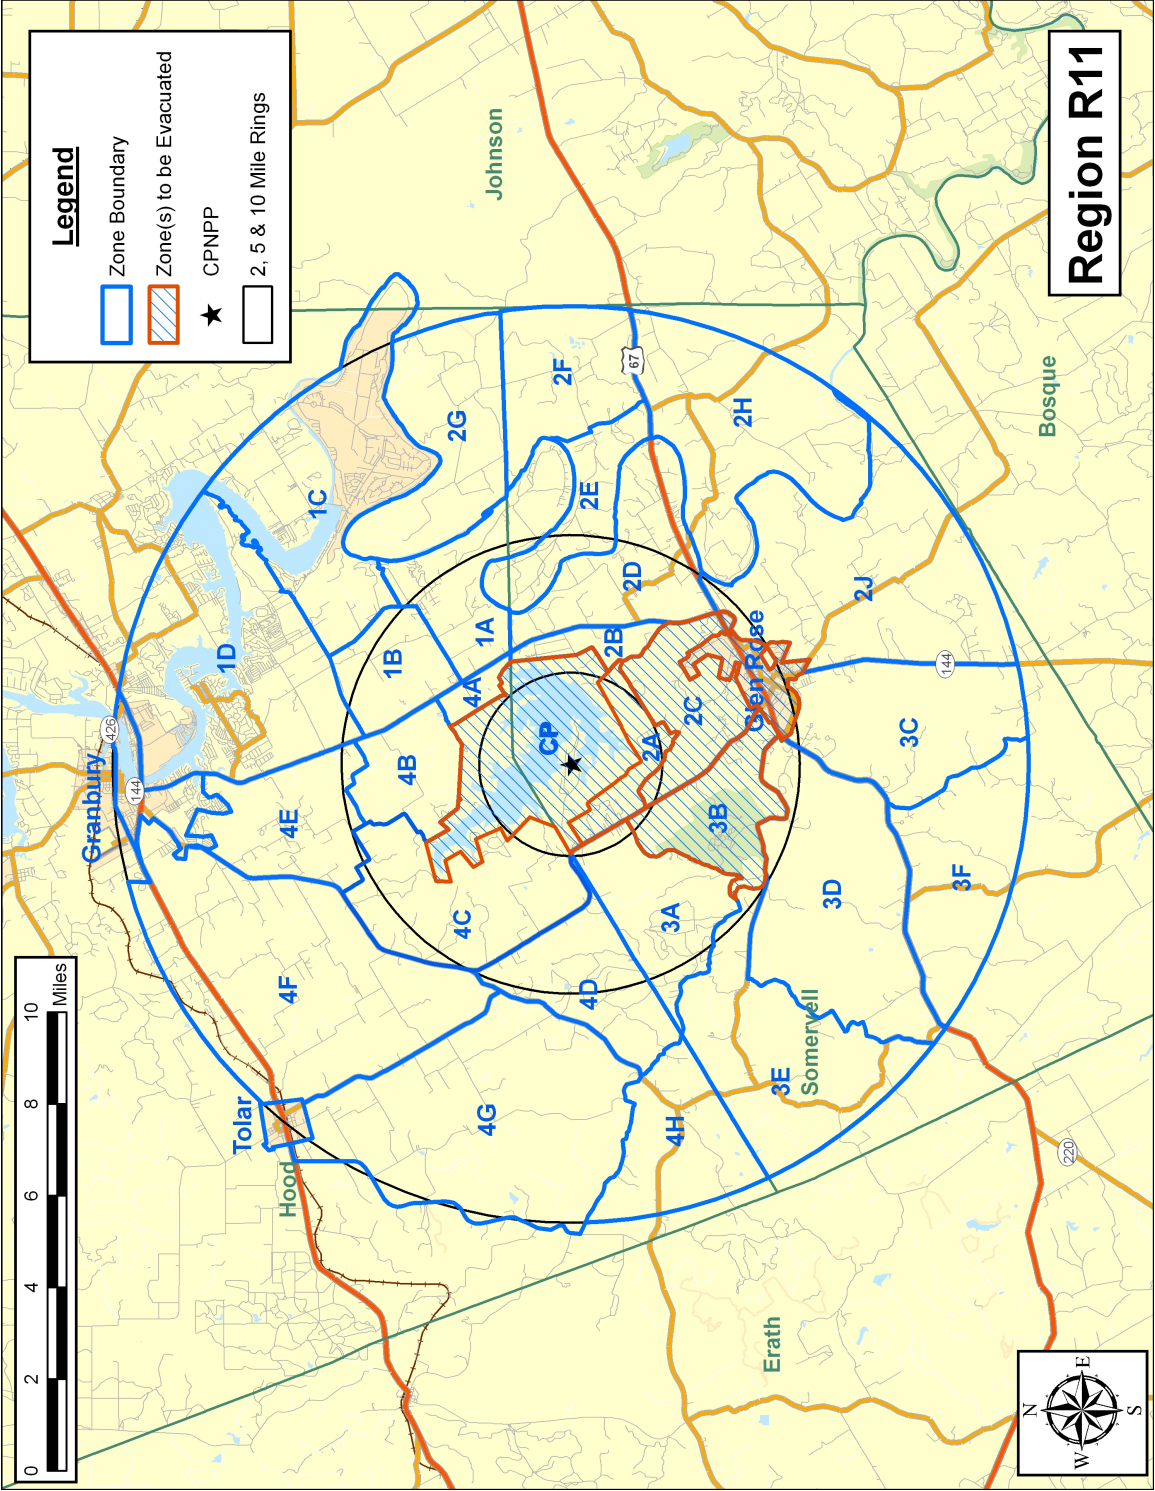 Legend
Zone Boundary
Zone(s) to be Evacuated
CPNPP
2, 5 & 10 Mile Rings
Region R11
0 2 4 6 8 10
Miles
N
E
S
W
Granbury
Tolar
Glen Rose
Hood
Johnson
Bosque
Somervell
Erath
426
144
67
144
220
CP
1A
1B
1C
1D
2A
2B
2C
2D
2E
2F
2G
2H
2J
3A
3B
3C
3D
3E
3F
4A
4B
4C
4D
4E
4F
4G
4H